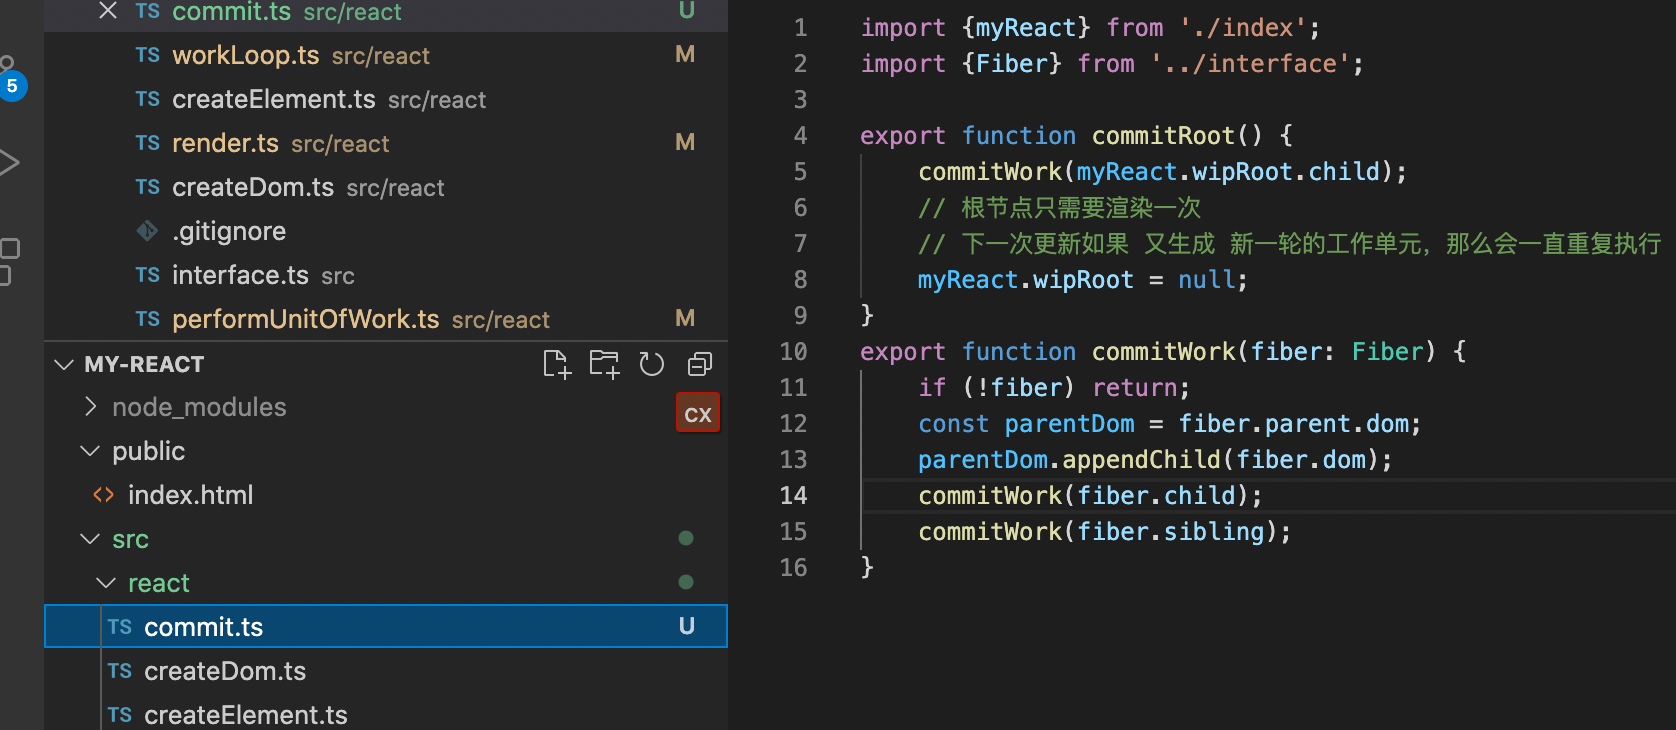 TS commit.ts src/react U
TS workLoop.ts src/react M
TS createElement.ts src/react
TS render.ts src/react M
TS createDom.ts src/react
.gitignore
TS interface.ts src
TS performUnitOfWork.ts src/react M
5
MY-REACT
node_modules
CX
public
<> index.html
src
react
TS commit.ts U
TS createDom.ts
TS createElement.ts
1 import {myReact} from './index';
2 import {Fiber} from '../interface';
3
4 export function commitRoot() {
5 commitWork(myReact.wipRoot.child);
6 // 根节点只需要渲染一次
7 // 下一次更新如果 又生成 新一轮的工作单元，那么会一直重复执行
8 myReact.wipRoot = null;
9 }
10 export function commitWork(fiber: Fiber) {
11 if (!fiber) return;
12 const parentDom = fiber.parent.dom;
13 parentDom.appendChild(fiber.dom);
14 commitWork(fiber.child);
15 commitWork(fiber.sibling);
16 }